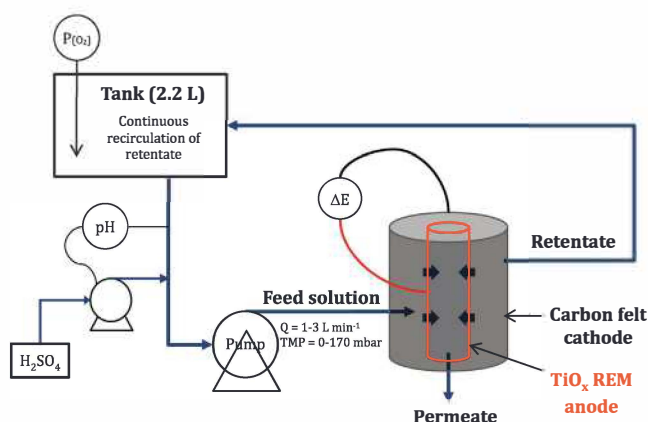 P[O₂]
Tank (2.2 L)
Continuous
recirculation of
retentate
pH
ΔE
Retentate
Feed solution
Q = 1-3 L min⁻¹
TMP = 0-170 mbar
Pump
H₂SO₄
Carbon felt
cathode
TiOₓ REM
anode
Permeate